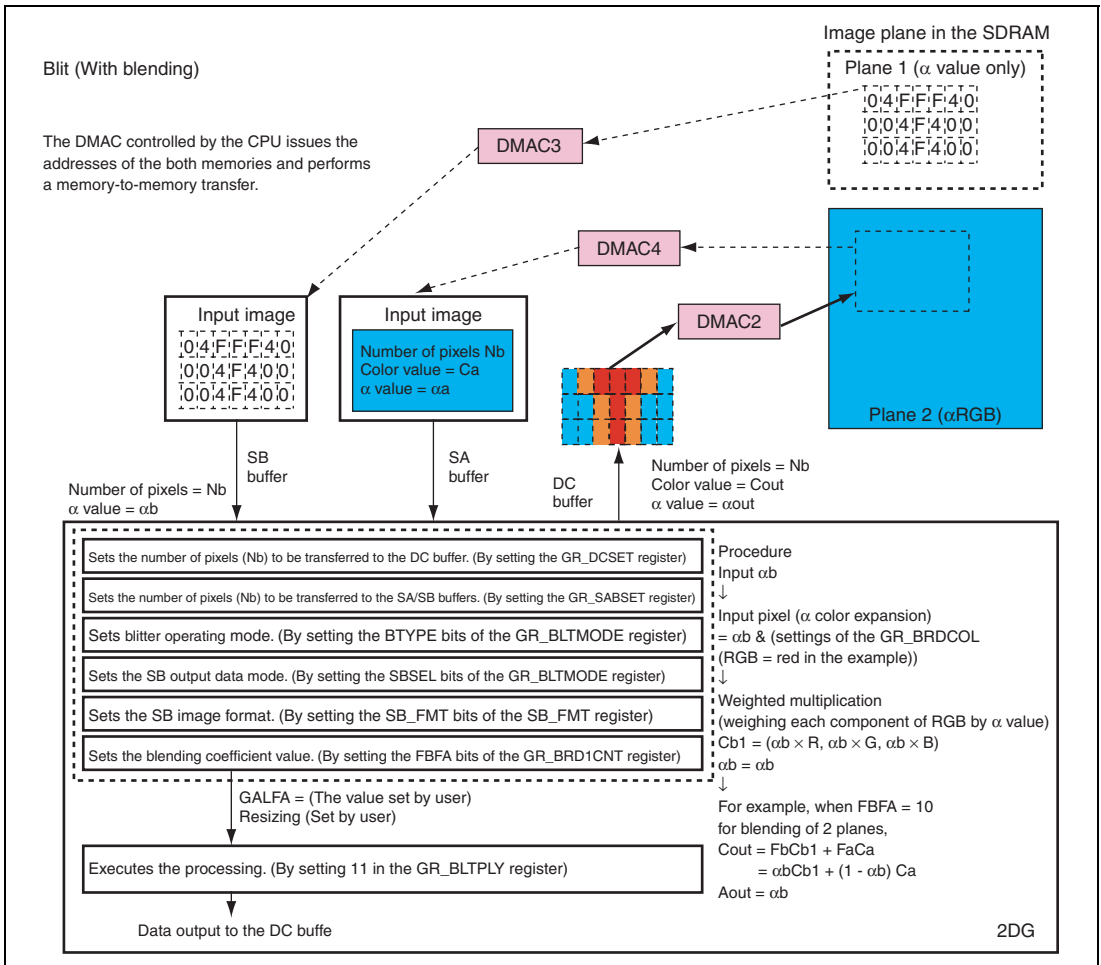 Image plane in the SDRAM
Blit (With blending)
Plane 1 (α value only)
0 4 F F F 4 0
0 0 4 F 4 0 0
0 0 4 F 4 0 0
The DMAC controlled by the CPU issues the
addresses of the both memories and performs
a memory-to-memory transfer.
DMAC3
DMAC4
DMAC2
Plane 2 (αRGB)
Input image
0 4 F F F 4 0
0 0 4 F 4 0 0
0 0 4 F 4 0 0
Input image
Number of pixels Nb
Color value = Ca
α value = αa
SB
buffer
SA
buffer
DC
buffer
Number of pixels = Nb
Color value = Cout
α value = αout
Number of pixels = Nb
α value = αb
Sets the number of pixels (Nb) to be transferred to the DC buffer. (By setting the GR_DCSET register)
Sets the number of pixels (Nb) to be transferred to the SA/SB buffers. (By setting the GR_SABSET register)
Sets blitter operating mode. (By setting the BTYPE bits of the GR_BLTMODE register)
Sets the SB output data mode. (By setting the SBSEL bits of the GR_BLTMODE register)
Sets the SB image format. (By setting the SB_FMT bits of the SB_FMT register)
Sets the blending coefficient value. (By setting the FBFA bits of the GR_BRD1CNT register)
GALFA = (The value set by user)
Resizing (Set by user)
Executes the processing. (By setting 11 in the GR_BLTPLY register)
Data output to the DC buffe
Procedure
Input αb
↓
Input pixel (α color expansion)
= αb & (settings of the GR_BRDCOL
(RGB = red in the example))
↓
Weighted multiplication
(weighing each component of RGB by α value)
Cb1 = (αb × R, αb × G, αb × B)
αb = αb
↓
For example, when FBFA = 10
for blending of 2 planes,
Cout = FbCb1 + FaCa
= αbCb1 + (1 - αb) Ca
Aout = αb
2DG